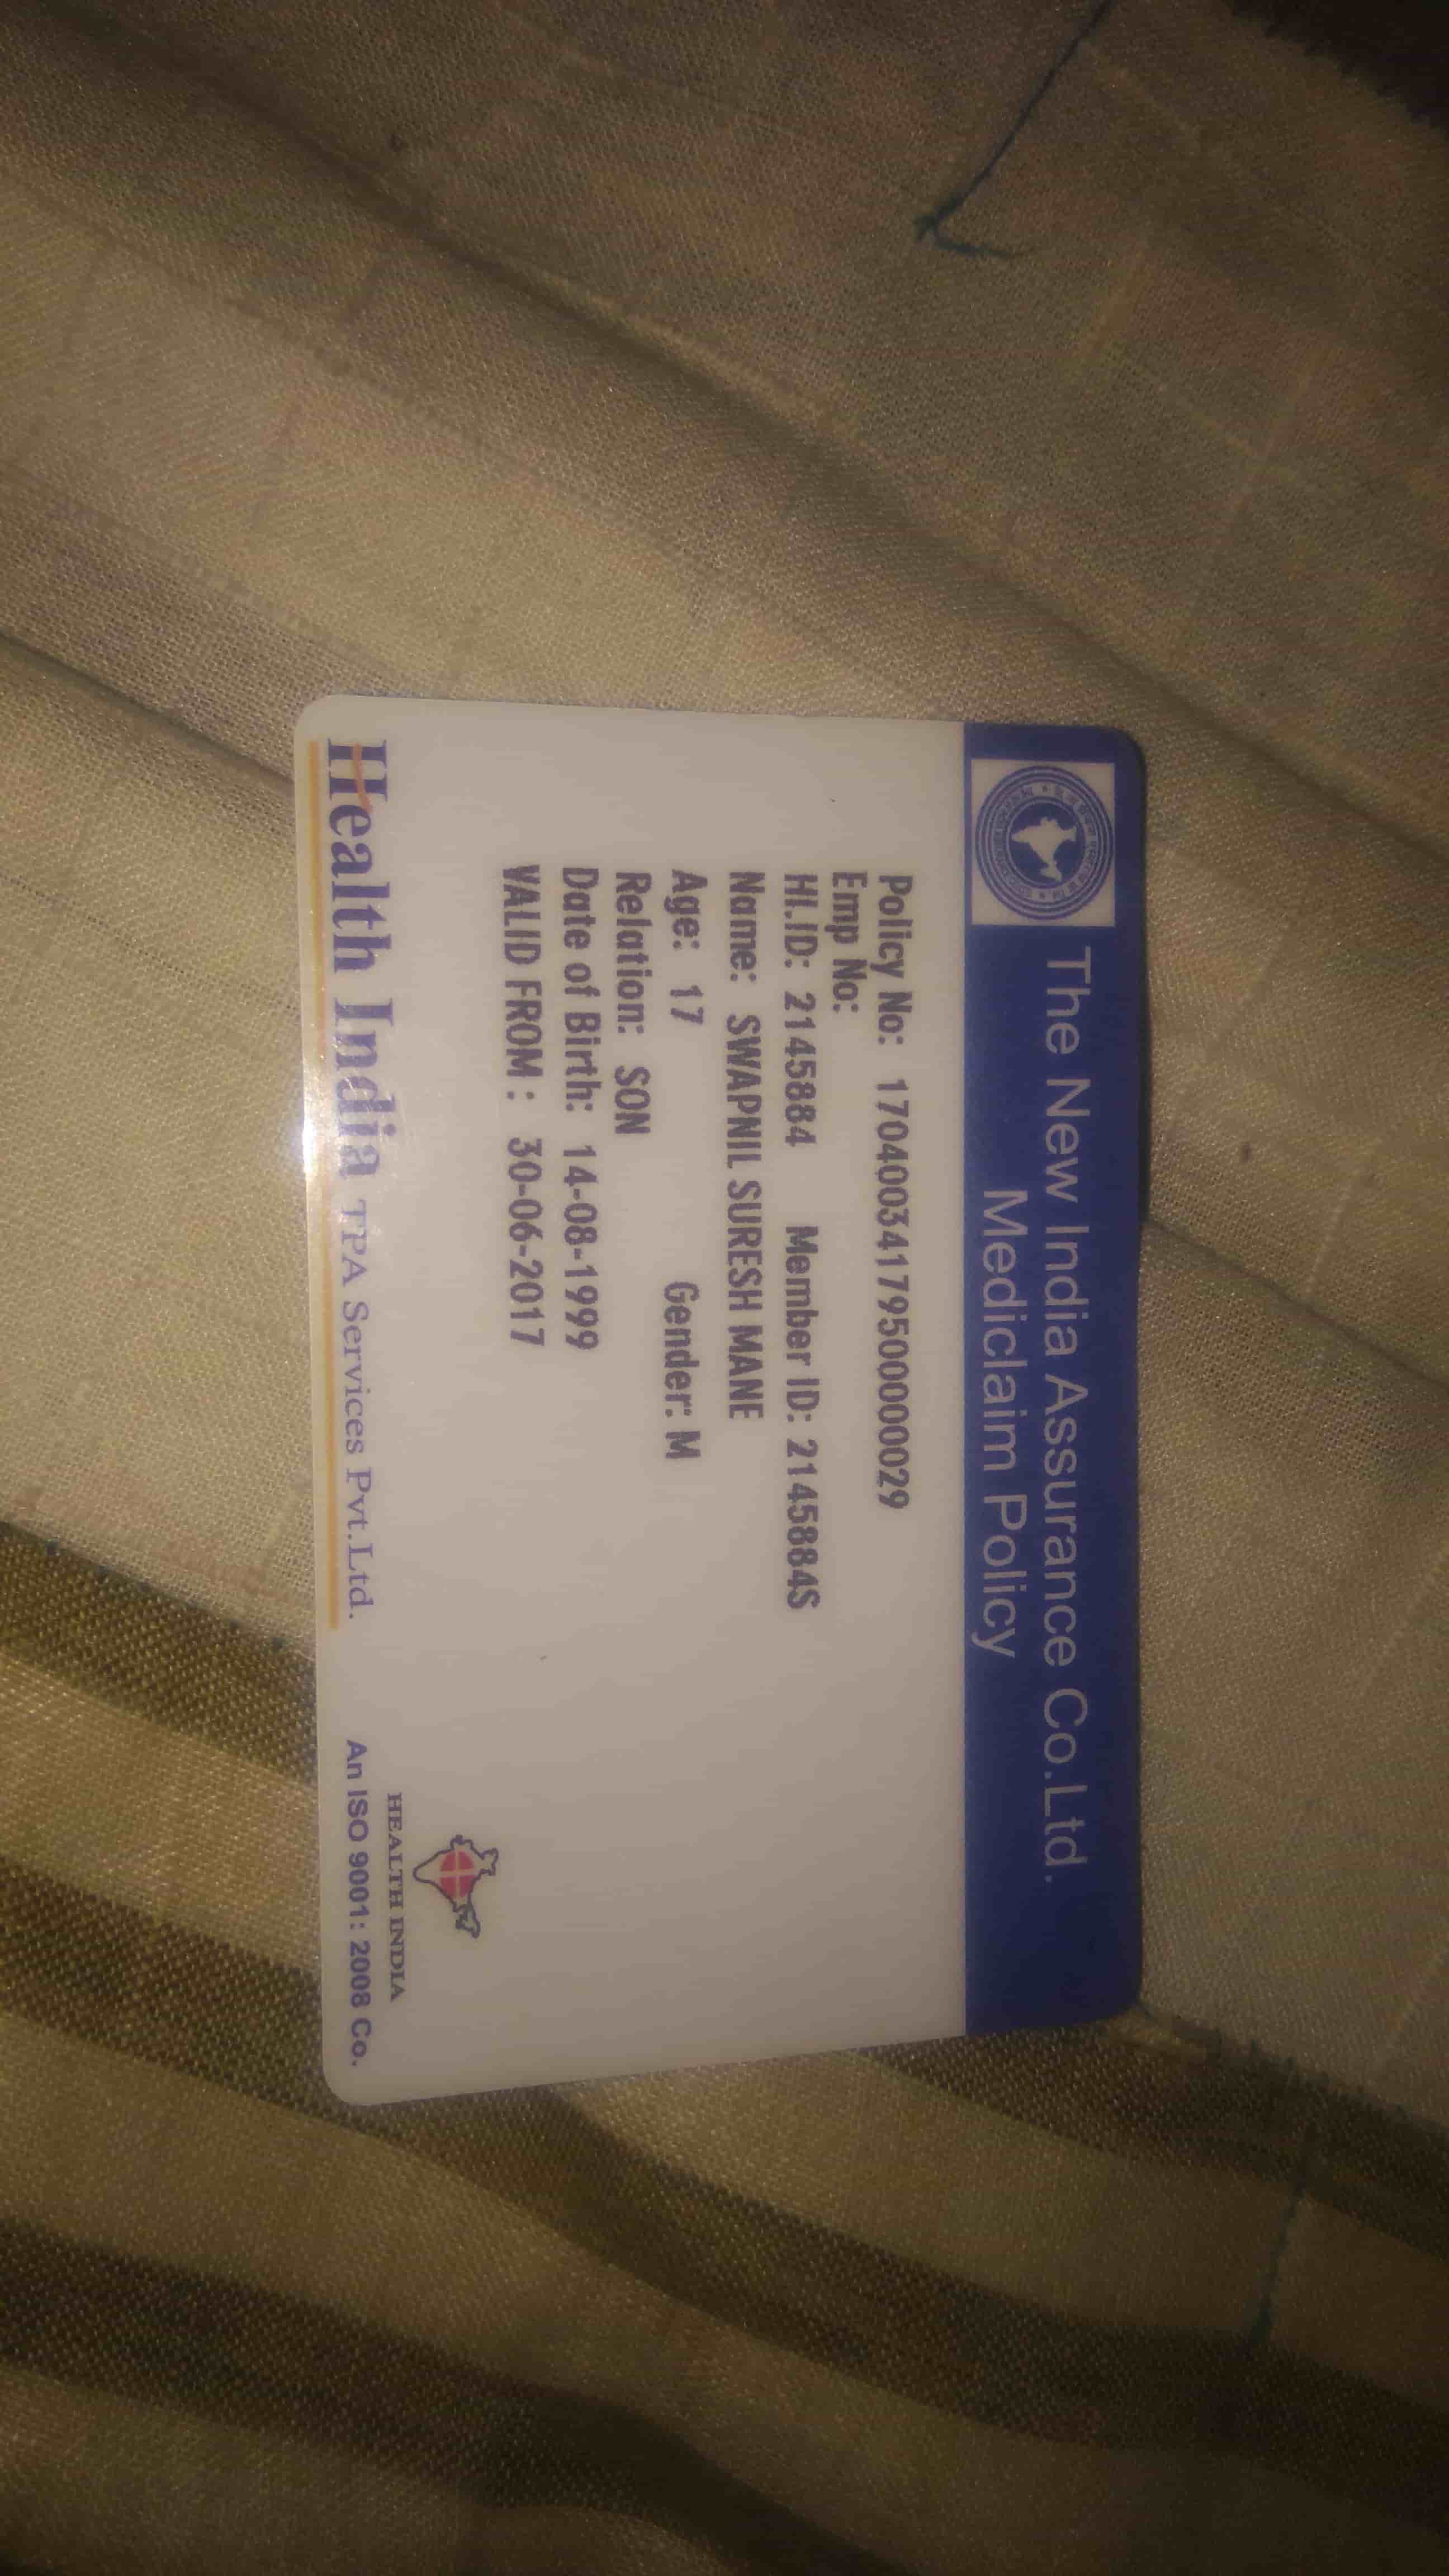 The New India Assurance Co.Ltd.
Mediclaim Policy
Policy No: 17040034179500000029
Emp No:
HI.ID: 2145884 Member ID: 2145884S
Name: SWAPNIL SURESH MANE
Age: 17 Gender: M
Relation: SON
Date of Birth: 14-08-1999
VALID FROM : 30-06-2017
HEALTH INDIA
Health India TPA Services Pvt.Ltd.
An ISO 9001: 2008 Co.